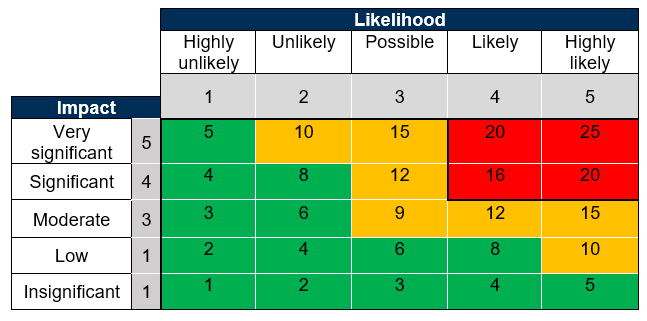 Likelihood
Highly unlikely Unlikely Possible Likely Highly likely
1 2 3 4 5
Impact
Very significant 5 5 10 15 20 25
Significant 4 4 8 12 16 20
Moderate 3 3 6 9 12 15
Low 1 2 4 6 8 10
Insignificant 1 1 2 3 4 5